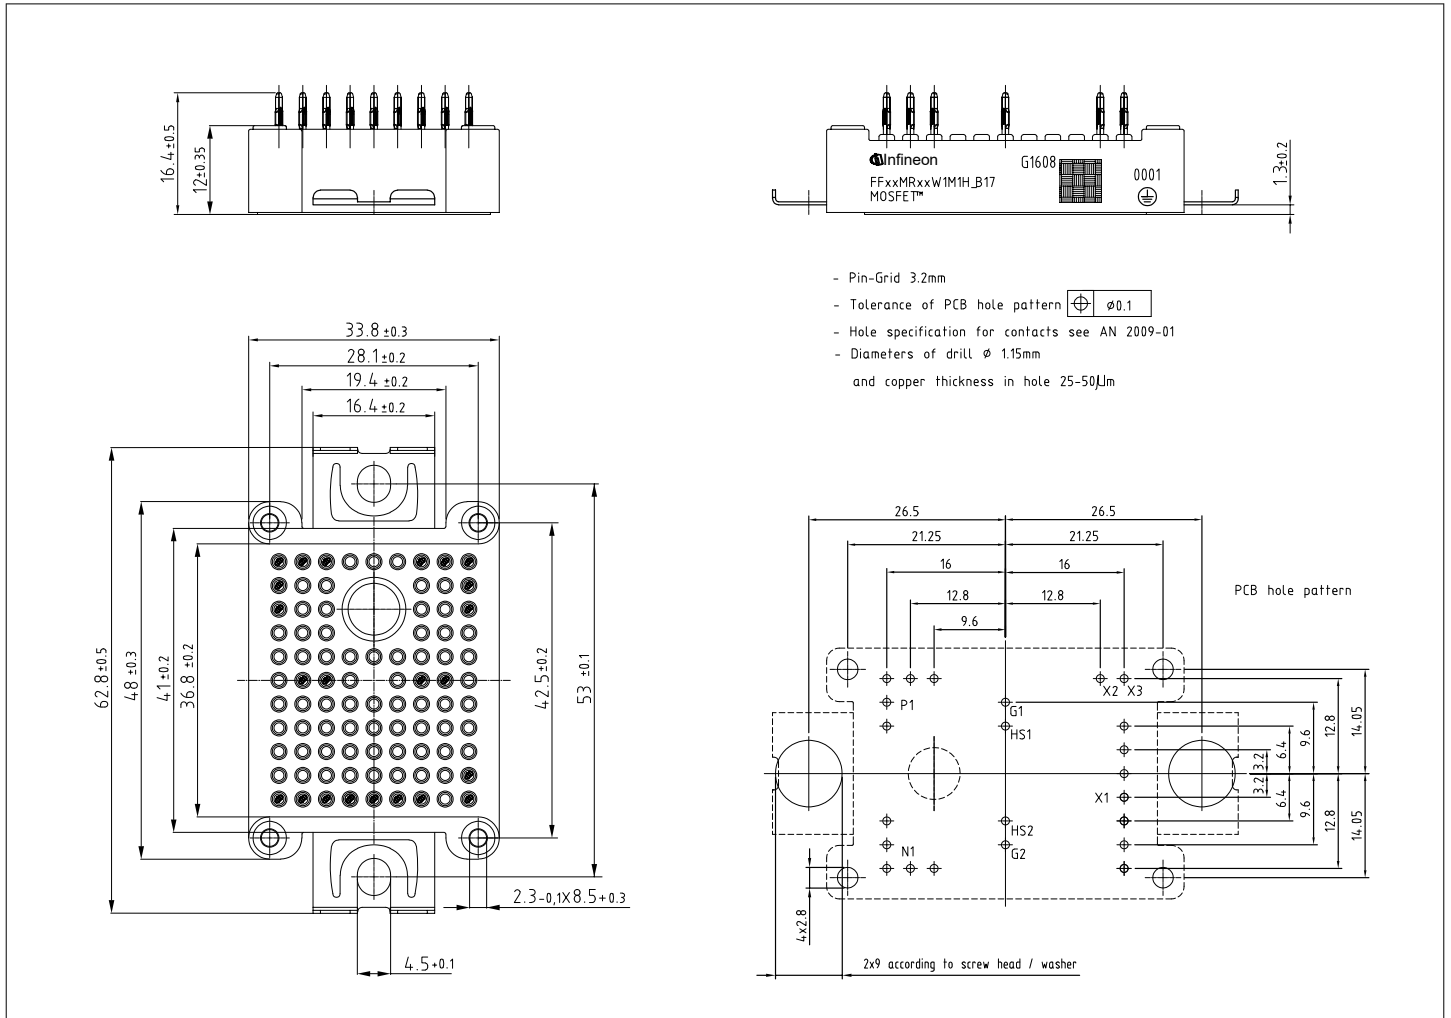 16.4±0.5
12±0.35
Infineon
G1608
FFxxMRxxW1M1H_B17
MOSFET™
0001
1.3±0.2
- Pin-Grid 3.2mm
- Tolerance of PCB hole pattern ⌖ ⌀0.1
- Hole specification for contacts see AN 2009-01
- Diameters of drill ⌀ 1.15mm
and copper thickness in hole 25-50µm
33.8 ±0.3
28.1±0.2
19.4 ±0.2
16.4 ±0.2
62.8±0.5
48 ±0.3
41±0.2
36.8 ±0.2
42.5±0.2
53 ±0.1
2.3-0,1X8.5+0.3
4.5+0.1
26.5 26.5
21.25 21.25
16 16
12.8 12.8
9.6
PCB hole pattern
X2 X3
P1
G1
HS1
X1
HS2
N1
G2
3.2
6.4
9.6
12.8
14.05
3.2
6.4
9.6
12.8
14.05
4x2.8
2x9 according to screw head / washer